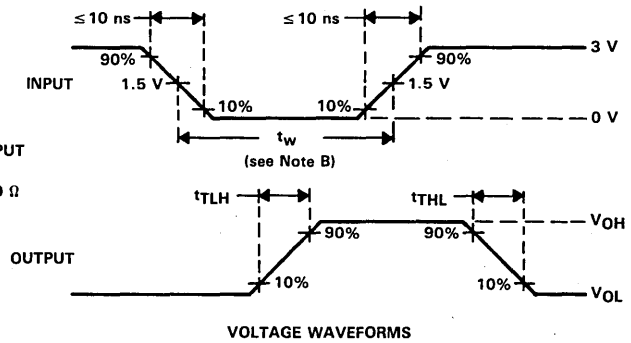 ≤ 10 ns ≤ 10 ns
3 V
90% 90%
INPUT 1.5 V 1.5 V
10% 10%
0 V
tw
(see Note B)
PUT
Ω
tTLH tTHL
VOH
90% 90%
OUTPUT
10% 10%
VOL
VOLTAGE WAVEFORMS